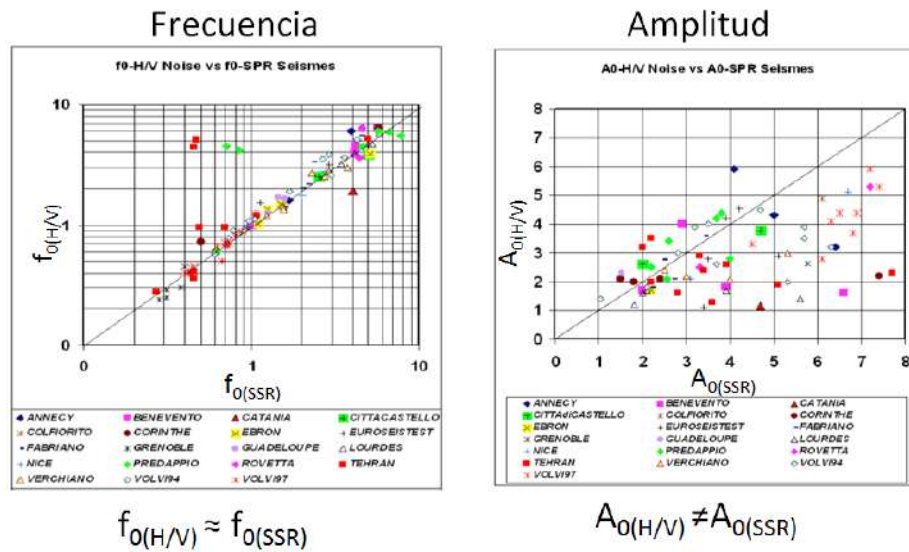 Frecuencia
f0-H/V Noise vs f0-SPR Seismes
10
1
0
f0(H/V)
0 1 10
f0(SSR)
ANNECY BENEVENTO CATANIA CITTACASTELLO
COLFIORITO CORINTHE EBRON EUROSEISTEST
FABRIANO GRENOBLE GUADELOUPE LOURDES
NICE PREDAPPIO ROVETTA TEHRAN
VERCHIANO VOLVI94 VOLVI97
f0(H/V) ≈ f0(SSR)
Amplitud
A0-H/V Noise vs A0-SPR Seismes
8
7
6
5
4
3
2
1
0
A0(H/V)
0 1 2 3 4 5 6 7 8
A0(SSR)
ANNECY BENEVENTO CATANIA
CITTAdiCASTELLO COLFIORITO CORINTHE
EBRON EUROSEISTEST FABRIANO
GRENOBLE GUADELOUPE LOURDES
NICE PREDAPPIO ROVETTA
TEHRAN VERCHIANO VOLVI94
VOLVI97
A0(H/V) ≠ A0(SSR)